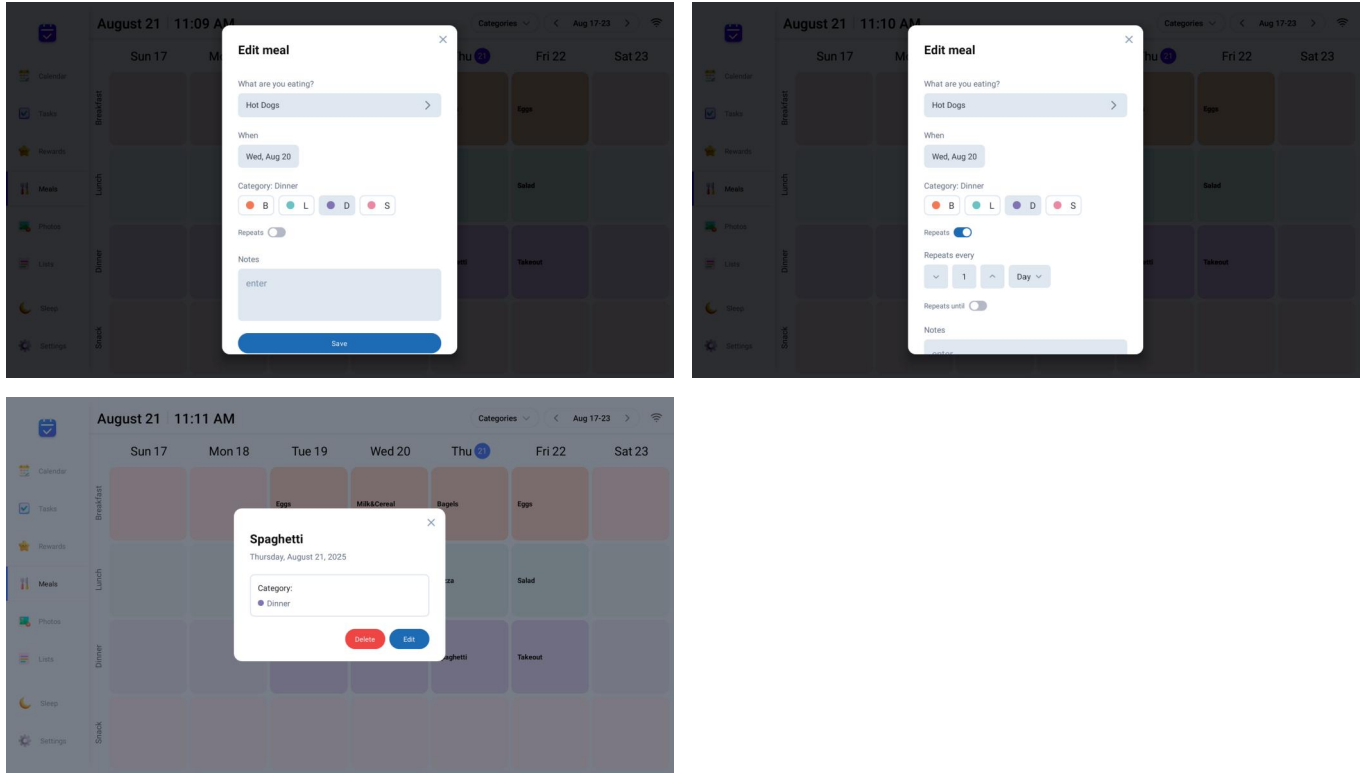 August 21 11:09 AM
Categories
Aug 17-23
Sun 17
Fri 22
Sat 23
Calendar
Tasks
Rewards
Meals
Photos
Lists
Sleep
Settings
Breakfast
Lunch
Dinner
Snack
Eggs
Salad
Takeout
Edit meal
What are you eating?
Hot Dogs
When
Wed, Aug 20
Category: Dinner
B L D S
Repeats
Notes
enter
Save
August 21 11:10 AM
Categories
Aug 17-23
Sun 17
Fri 22
Sat 23
Calendar
Tasks
Rewards
Meals
Photos
Lists
Sleep
Settings
Breakfast
Lunch
Dinner
Snack
Eggs
Salad
Takeout
Edit meal
What are you eating?
Hot Dogs
When
Wed, Aug 20
Category: Dinner
B L D S
Repeats
Repeats every
1 Day
Repeats until
Notes
enter
August 21 11:11 AM
Categories
Aug 17-23
Sun 17 Mon 18 Tue 19 Wed 20 Thu 21 Fri 22 Sat 23
Calendar
Tasks
Rewards
Meals
Photos
Lists
Sleep
Settings
Breakfast
Lunch
Dinner
Snack
Eggs Milk&Cereal Bagels Eggs
Salad
Takeout
Spaghetti
Thursday, August 21, 2025
Category:
Dinner
Delete Edit